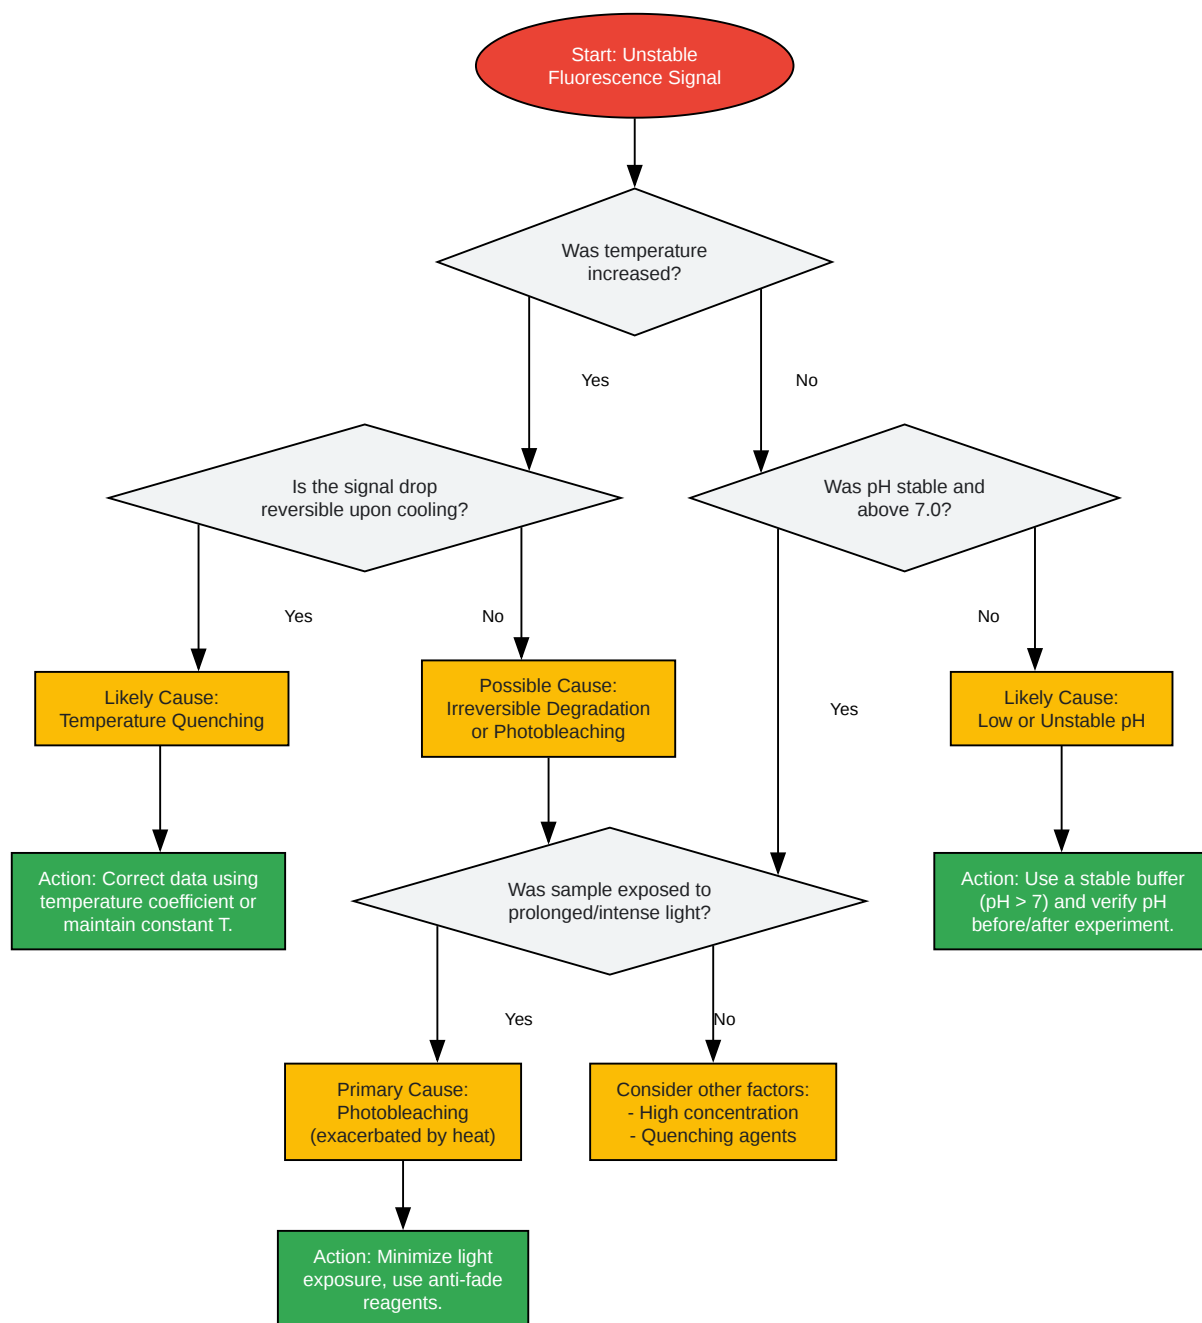 Start: Unstable
Fluorescence Signal
Was temperature
increased?
Yes
No
Is the signal drop
reversible upon cooling?
Was pH stable and
above 7.0?
Yes
No
No
Likely Cause:
Temperature Quenching
Possible Cause:
Irreversible Degradation
or Photobleaching
Yes
Likely Cause:
Low or Unstable pH
Action: Correct data using
temperature coefficient or
maintain constant T.
Was sample exposed to
prolonged/intense light?
Action: Use a stable buffer
(pH > 7) and verify pH
before/after experiment.
Yes
No
Primary Cause:
Photobleaching
(exacerbated by heat)
Consider other factors:
- High concentration
- Quenching agents
Action: Minimize light
exposure, use anti-fade
reagents.